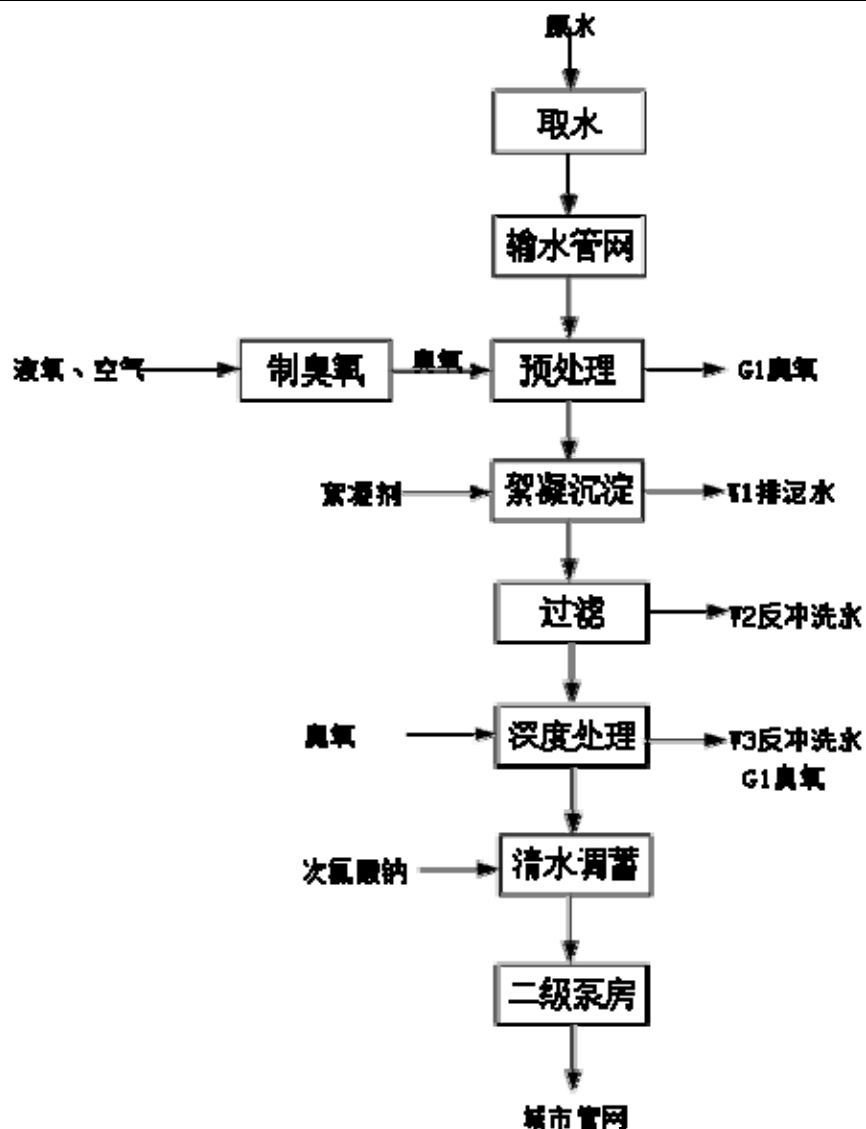 原水
取水
输水管网
液氧、空气
制臭氧
臭氧
预处理
G1臭氧
絮凝剂
絮凝沉淀
W1排泥水
过滤
W2反冲洗水
臭氧
深度处理
W3反冲洗水
G1臭氧
次氯酸钠
清水调蓄
二级泵房
城市管网